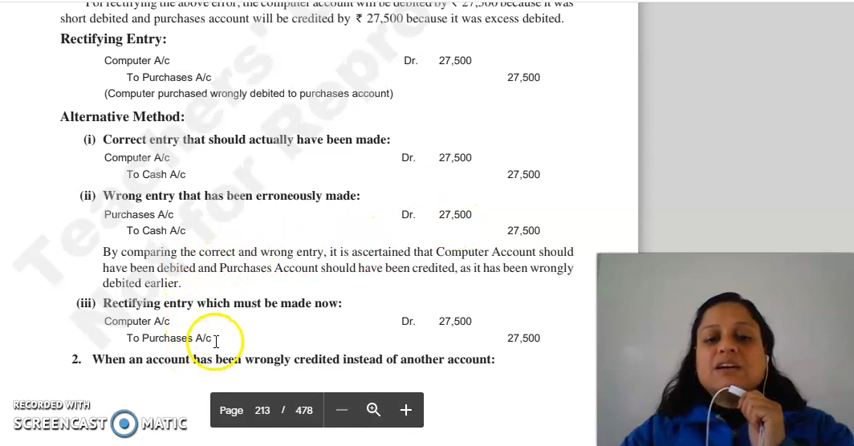 For rectifying the above error, the computer account will be debited by ₹ 27,500 because it was
short debited and purchases account will be credited by ₹ 27,500 because it was excess debited.
Rectifying Entry:
Computer A/c Dr. 27,500
To Purchases A/c 27,500
(Computer purchased wrongly debited to purchases account)
Alternative Method:
(i) Correct entry that should actually have been made:
Computer A/c Dr. 27,500
To Cash A/c 27,500
(ii) Wrong entry that has been erroneously made:
Purchases A/c Dr. 27,500
To Cash A/c 27,500
By comparing the correct and wrong entry, it is ascertained that Computer Account should
have been debited and Purchases Account should have been credited, as it has been wrongly
debited earlier.
(iii) Rectifying entry which must be made now:
Computer A/c Dr. 27,500
To Purchases A/c 27,500
2. When an account has been wrongly credited instead of another account:
Page 213 / 478
RECORDED WITH
SCREENCAST MATIC
Teachers'
Not for Repr